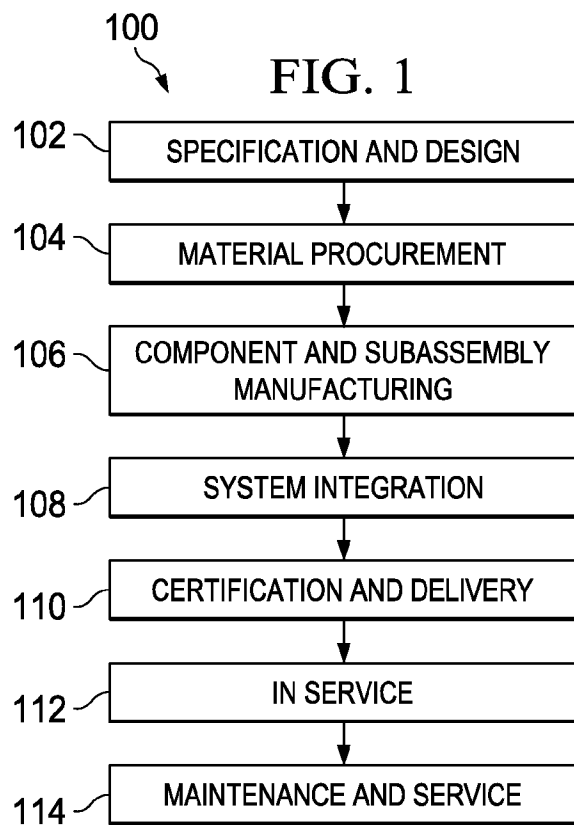 100
FIG. 1
102
SPECIFICATION AND DESIGN
104
MATERIAL PROCUREMENT
106
COMPONENT AND SUBASSEMBLY
MANUFACTURING
108
SYSTEM INTEGRATION
110
CERTIFICATION AND DELIVERY
112
IN SERVICE
114
MAINTENANCE AND SERVICE